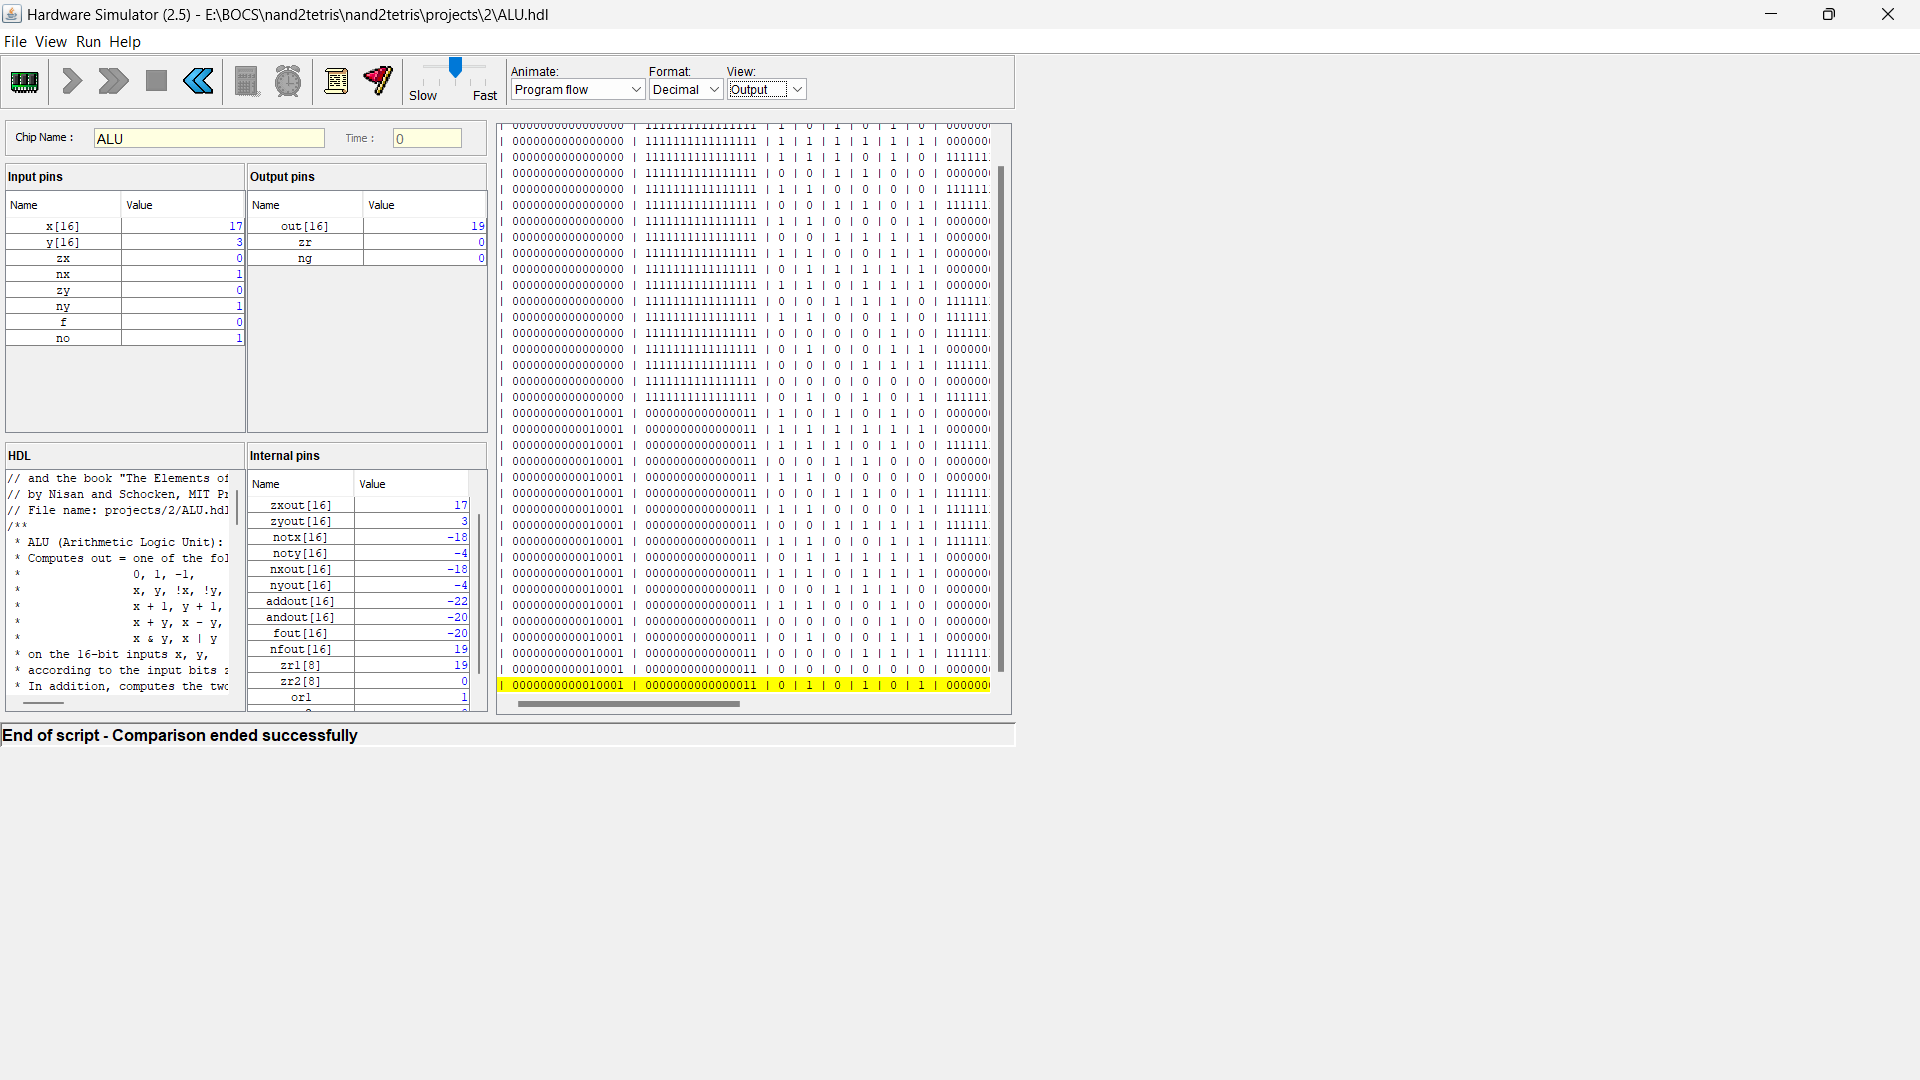 Hardware Simulator (2.5) - E:\BOCS\nand2tetris\nand2tetris\projects\2\ALU.hdl
File View Run Help
Slow Fast
Animate: Format: View:
Program flow Decimal Output
Chip Name : ALU Time : 0
Input pins
Name Value
x[16] 17
y[16] 3
zx 0
nx 1
zy 0
ny 1
f 0
no 1
Output pins
Name Value
out[16] 19
zr 0
ng 0
HDL
// and the book "The Elements of
// by Nisan and Schocken, MIT Pr
// File name: projects/2/ALU.hdl
/**
* ALU (Arithmetic Logic Unit):
* Computes out = one of the fol
* 0, 1, -1,
* x, y, !x, !y,
* x + 1, y + 1,
* x + y, x - y,
* x & y, x | y
* on the 16-bit inputs x, y,
* according to the input bits z
* In addition, computes the two
Internal pins
Name Value
zxout[16] 17
zyout[16] 3
notx[16] -18
noty[16] -4
nxout[16] -18
nyout[16] -4
addout[16] -22
andout[16] -20
fout[16] -20
nfout[16] 19
zr1[8] 19
zr2[8] 0
or1 1
| 0000000000000000 | 1111111111111111 | 1 | 0 | 1 | 0 | 1 | 0 | 000000
| 0000000000000000 | 1111111111111111 | 1 | 1 | 1 | 1 | 1 | 1 | 000000
| 0000000000000000 | 1111111111111111 | 1 | 1 | 1 | 0 | 1 | 0 | 111111
| 0000000000000000 | 1111111111111111 | 0 | 0 | 1 | 1 | 0 | 0 | 000000
| 0000000000000000 | 1111111111111111 | 1 | 1 | 0 | 0 | 0 | 0 | 111111
| 0000000000000000 | 1111111111111111 | 0 | 0 | 1 | 1 | 0 | 1 | 111111
| 0000000000000000 | 1111111111111111 | 1 | 1 | 0 | 0 | 0 | 1 | 000000
| 0000000000000000 | 1111111111111111 | 0 | 0 | 1 | 1 | 1 | 1 | 000000
| 0000000000000000 | 1111111111111111 | 1 | 1 | 0 | 0 | 1 | 1 | 000000
| 0000000000000000 | 1111111111111111 | 0 | 1 | 1 | 1 | 1 | 1 | 000000
| 0000000000000000 | 1111111111111111 | 1 | 1 | 0 | 1 | 1 | 1 | 000000
| 0000000000000000 | 1111111111111111 | 0 | 0 | 1 | 1 | 1 | 0 | 111111
| 0000000000000000 | 1111111111111111 | 1 | 1 | 0 | 0 | 1 | 0 | 111111
| 0000000000000000 | 1111111111111111 | 0 | 0 | 0 | 0 | 1 | 0 | 111111
| 0000000000000000 | 1111111111111111 | 0 | 1 | 0 | 0 | 1 | 1 | 000000
| 0000000000000000 | 1111111111111111 | 0 | 0 | 0 | 1 | 1 | 1 | 111111
| 0000000000000000 | 1111111111111111 | 0 | 0 | 0 | 0 | 0 | 0 | 000000
| 0000000000000000 | 1111111111111111 | 0 | 1 | 0 | 1 | 0 | 1 | 111111
| 0000000000010001 | 0000000000000011 | 1 | 0 | 1 | 0 | 1 | 0 | 000000
| 0000000000010001 | 0000000000000011 | 1 | 1 | 1 | 1 | 1 | 1 | 000000
| 0000000000010001 | 0000000000000011 | 1 | 1 | 1 | 0 | 1 | 0 | 111111
| 0000000000010001 | 0000000000000011 | 0 | 0 | 1 | 1 | 0 | 0 | 000000
| 0000000000010001 | 0000000000000011 | 1 | 1 | 0 | 0 | 0 | 0 | 000000
| 0000000000010001 | 0000000000000011 | 0 | 0 | 1 | 1 | 0 | 1 | 111111
| 0000000000010001 | 0000000000000011 | 1 | 1 | 0 | 0 | 0 | 1 | 111111
| 0000000000010001 | 0000000000000011 | 0 | 0 | 1 | 1 | 1 | 1 | 111111
| 0000000000010001 | 0000000000000011 | 1 | 1 | 0 | 0 | 1 | 1 | 111111
| 0000000000010001 | 0000000000000011 | 0 | 1 | 1 | 1 | 1 | 1 | 000000
| 0000000000010001 | 0000000000000011 | 1 | 1 | 0 | 1 | 1 | 1 | 000000
| 0000000000010001 | 0000000000000011 | 0 | 0 | 1 | 1 | 1 | 0 | 000000
| 0000000000010001 | 0000000000000011 | 1 | 1 | 0 | 0 | 1 | 0 | 000000
| 0000000000010001 | 0000000000000011 | 0 | 0 | 0 | 0 | 1 | 0 | 000000
| 0000000000010001 | 0000000000000011 | 0 | 1 | 0 | 0 | 1 | 1 | 000000
| 0000000000010001 | 0000000000000011 | 0 | 0 | 0 | 1 | 1 | 1 | 111111
| 0000000000010001 | 0000000000000011 | 0 | 0 | 0 | 0 | 0 | 0 | 000000
| 0000000000010001 | 0000000000000011 | 0 | 1 | 0 | 1 | 0 | 1 | 000000
End of script - Comparison ended successfully